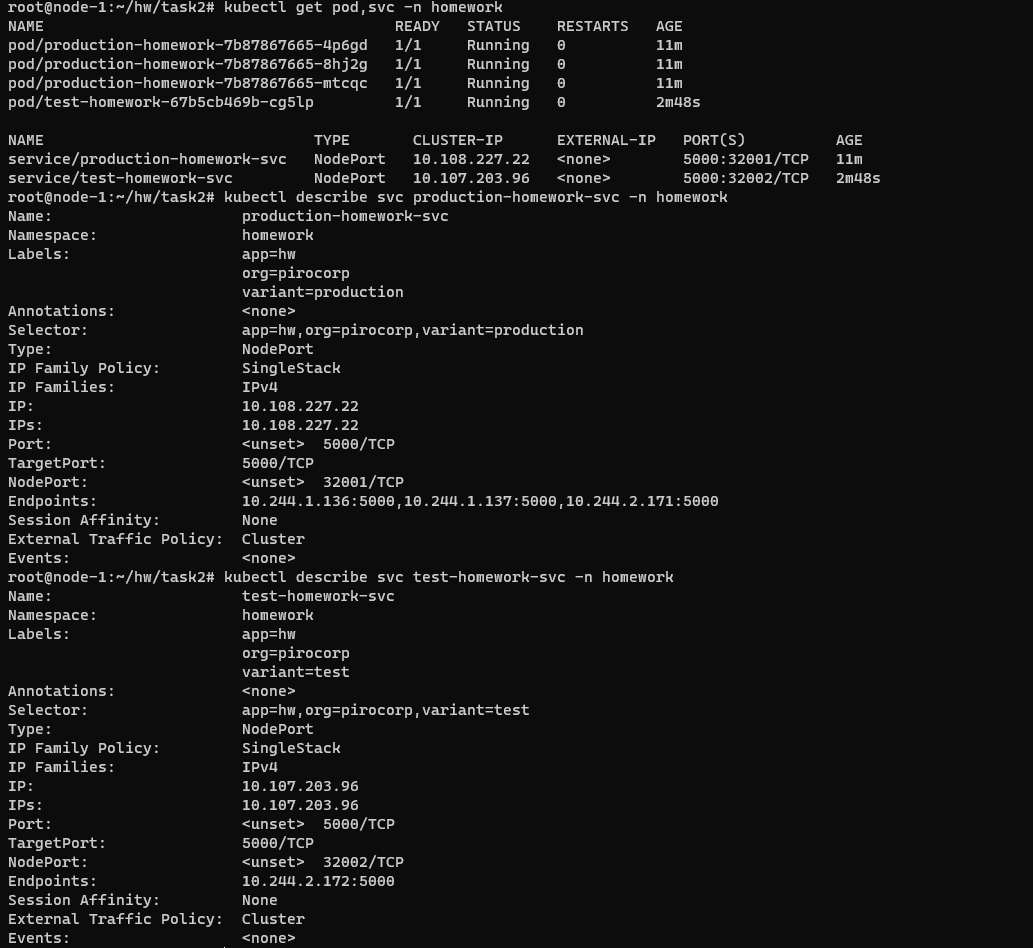 root@node-1:~/hw/task2# kubectl get pod,svc -n homework
NAME                                       READY   STATUS    RESTARTS   AGE
pod/production-homework-7b87867665-4p6gd   1/1     Running   0          11m
pod/production-homework-7b87867665-8hj2g   1/1     Running   0          11m
pod/production-homework-7b87867665-mtcqc   1/1     Running   0          11m
pod/test-homework-67b5cb469b-cg5lp         1/1     Running   0          2m48s

NAME                              TYPE       CLUSTER-IP      EXTERNAL-IP   PORT(S)          AGE
service/production-homework-svc   NodePort   10.108.227.22   <none>        5000:32001/TCP   11m
service/test-homework-svc         NodePort   10.107.203.96   <none>        5000:32002/TCP   2m48s
root@node-1:~/hw/task2# kubectl describe svc production-homework-svc -n homework
Name:                     production-homework-svc
Namespace:                homework
Labels:                   app=hw
                          org=pirocorp
                          variant=production
Annotations:              <none>
Selector:                 app=hw,org=pirocorp,variant=production
Type:                     NodePort
IP Family Policy:         SingleStack
IP Families:              IPv4
IP:                       10.108.227.22
IPs:                      10.108.227.22
Port:                     <unset>  5000/TCP
TargetPort:               5000/TCP
NodePort:                 <unset>  32001/TCP
Endpoints:                10.244.1.136:5000,10.244.1.137:5000,10.244.2.171:5000
Session Affinity:         None
External Traffic Policy:  Cluster
Events:                   <none>
root@node-1:~/hw/task2# kubectl describe svc test-homework-svc -n homework
Name:                     test-homework-svc
Namespace:                homework
Labels:                   app=hw
                          org=pirocorp
                          variant=test
Annotations:              <none>
Selector:                 app=hw,org=pirocorp,variant=test
Type:                     NodePort
IP Family Policy:         SingleStack
IP Families:              IPv4
IP:                       10.107.203.96
IPs:                      10.107.203.96
Port:                     <unset>  5000/TCP
TargetPort:               5000/TCP
NodePort:                 <unset>  32002/TCP
Endpoints:                10.244.2.172:5000
Session Affinity:         None
External Traffic Policy:  Cluster
Events:                   <none>